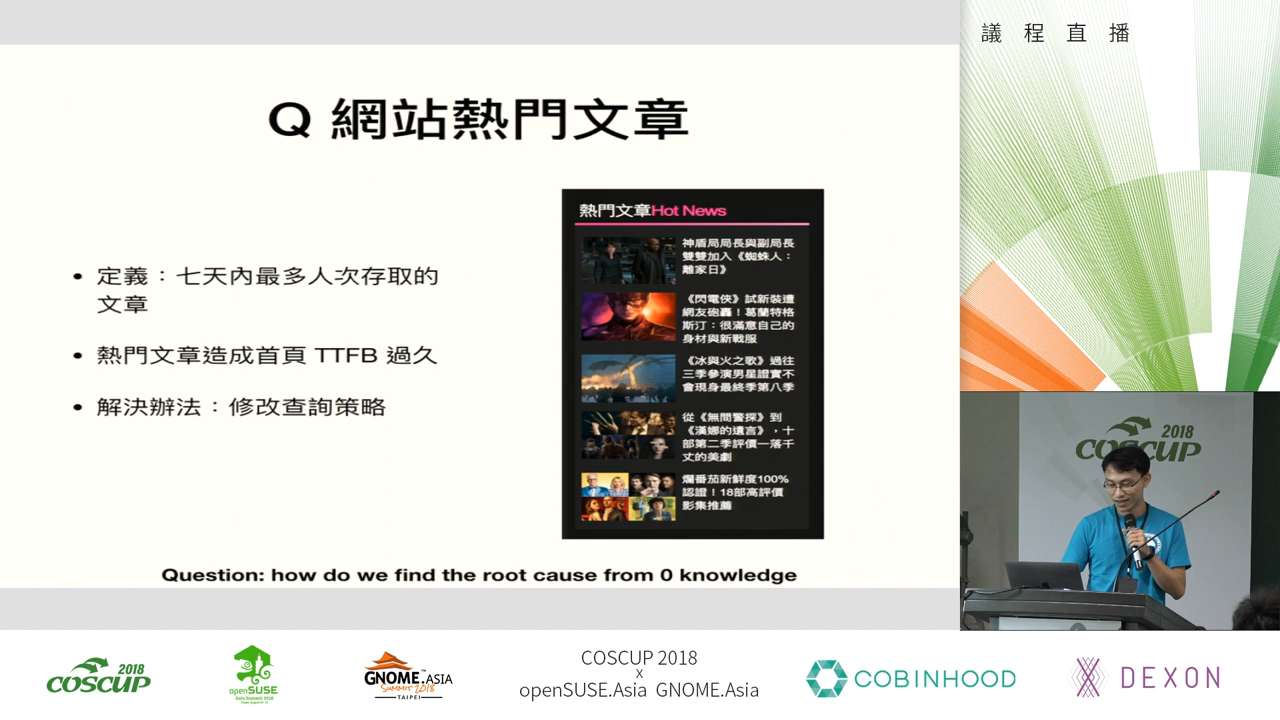 議程直播
Q 網站熱門文章
• 定義：七天內最多人次存取的
文章
• 熱門文章造成首頁 TTFB 過久
• 解決辦法：修改查詢策略
熱門文章Hot News
神盾局局長與副局長
雙雙加入《蜘蛛人：
離家日》
《閃電俠》試新裝遭
網友砲轟！葛蘭特格
斯汀：很滿意自己的
身材與新戰服
《冰與火之歌》過往
三季參演男星證實不
會現身最終季第八季
從《無間警探》到
《漢娜的遺言》，十
部第二季評價一落千
丈的美劇
爛番茄新鮮度100%
認證！18部高評價
影集推薦
Question: how do we find the root cause from 0 knowledge
2018
COSCUP
2018
COSCUP
openSUSE
Asia Summit 2018
GNOME.ASIA
SUMMIT 2018
TAIPEI
COSCUP 2018
x
openSUSE.Asia GNOME.Asia
COBINHOOD
DEXON